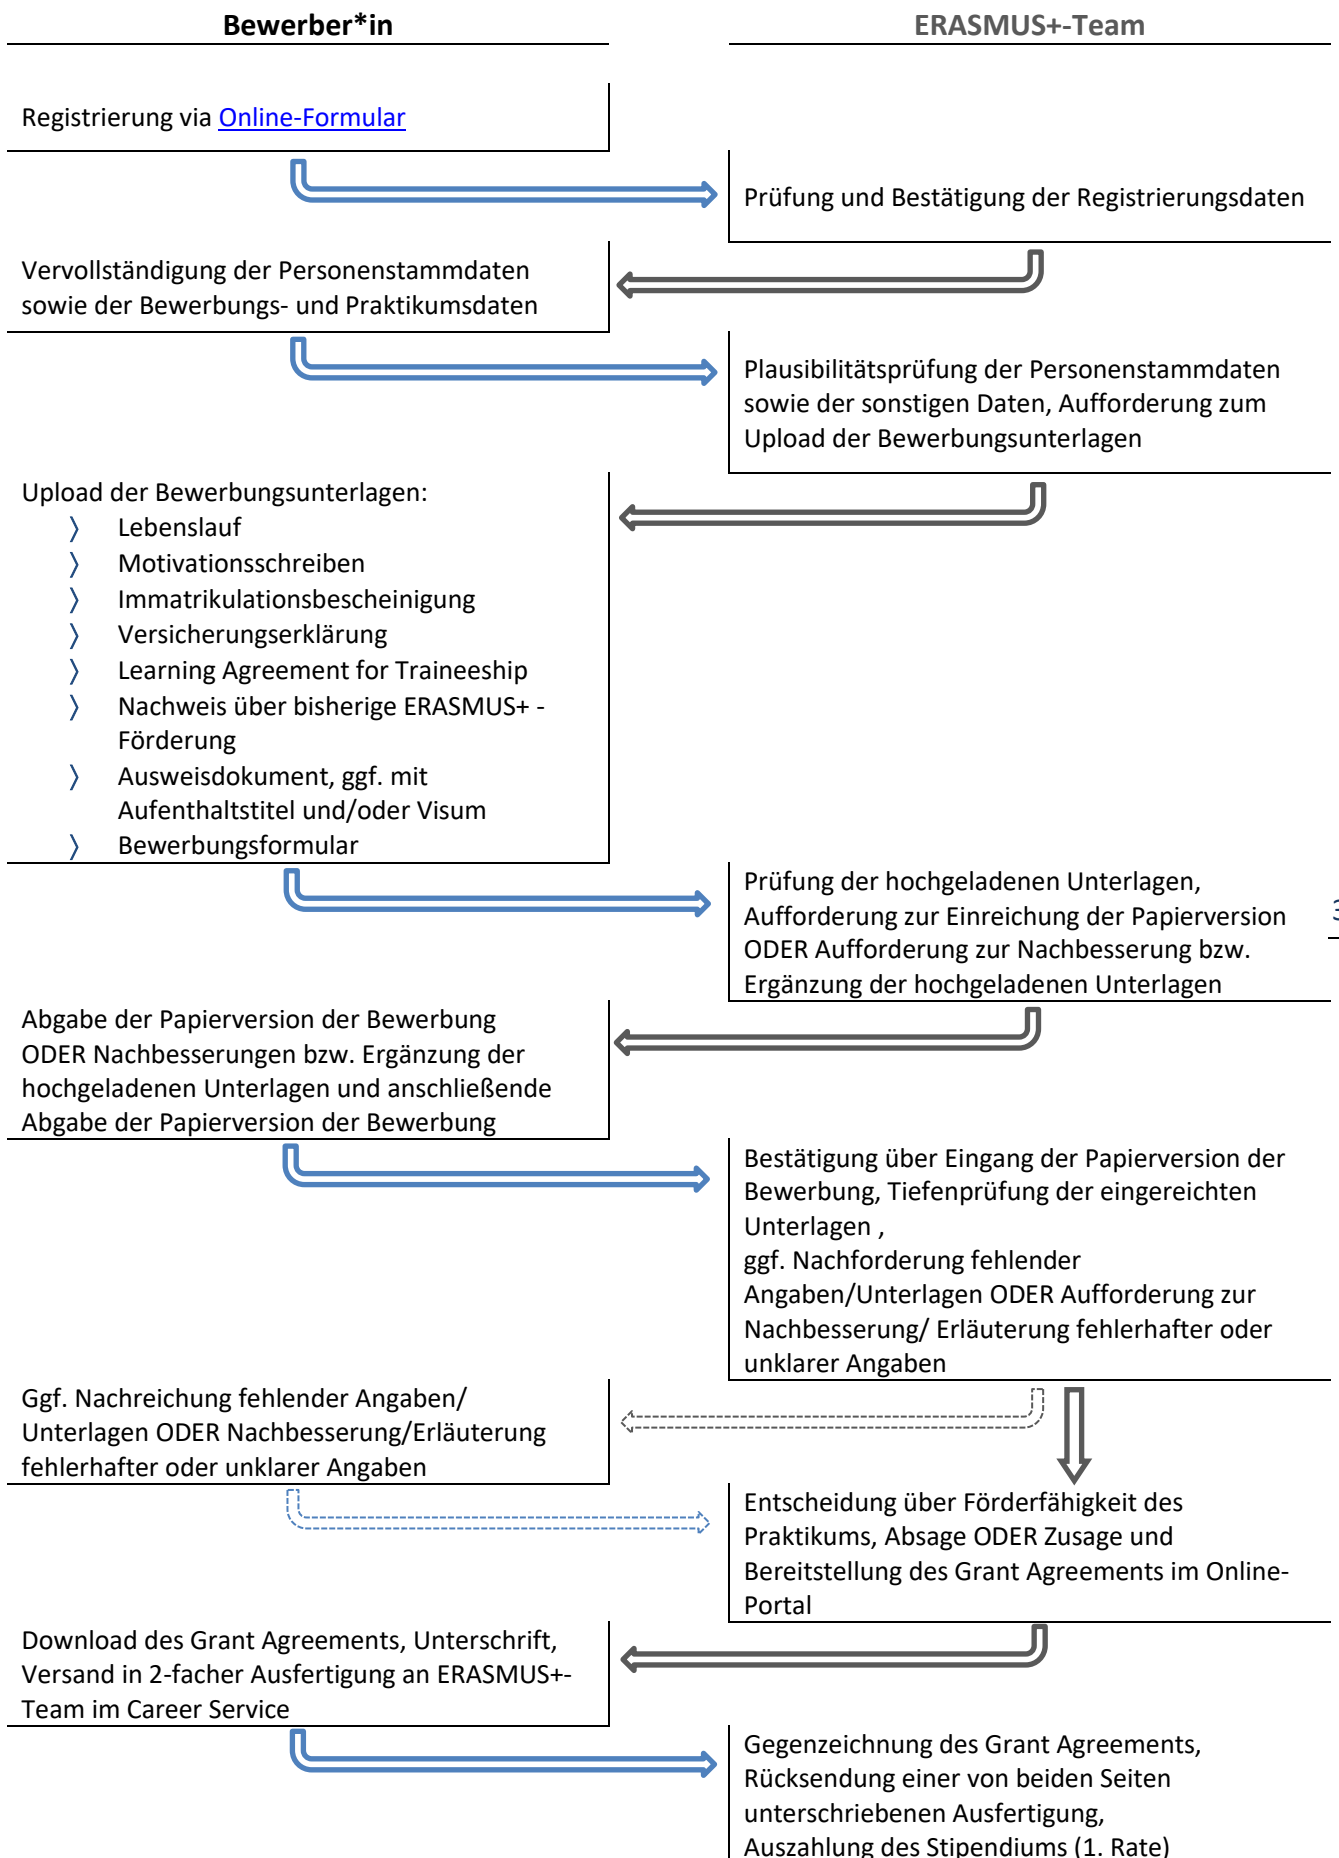 Bewerber*in
ERASMUS+-Team
Registrierung via Online-Formular
Prüfung und Bestätigung der Registrierungsdaten
Vervollständigung der Personenstammdaten
sowie der Bewerbungs- und Praktikumsdaten
Plausibilitätsprüfung der Personenstammdaten
sowie der sonstigen Daten, Aufforderung zum
Upload der Bewerbungsunterlagen
Upload der Bewerbungsunterlagen:
〉 Lebenslauf
〉 Motivationsschreiben
〉 Immatrikulationsbescheinigung
〉 Versicherungserklärung
〉 Learning Agreement for Traineeship
〉 Nachweis über bisherige ERASMUS+ -
Förderung
〉 Ausweisdokument, ggf. mit
Aufenthaltstitel und/oder Visum
〉 Bewerbungsformular
Prüfung der hochgeladenen Unterlagen,
Aufforderung zur Einreichung der Papierversion
ODER Aufforderung zur Nachbesserung bzw.
Ergänzung der hochgeladenen Unterlagen
Abgabe der Papierversion der Bewerbung
ODER Nachbesserungen bzw. Ergänzung der
hochgeladenen Unterlagen und anschließende
Abgabe der Papierversion der Bewerbung
Bestätigung über Eingang der Papierversion der
Bewerbung, Tiefenprüfung der eingereichten
Unterlagen ,
ggf. Nachforderung fehlender
Angaben/Unterlagen ODER Aufforderung zur
Nachbesserung/ Erläuterung fehlerhafter oder
unklarer Angaben
Ggf. Nachreichung fehlender Angaben/
Unterlagen ODER Nachbesserung/Erläuterung
fehlerhafter oder unklarer Angaben
Entscheidung über Förderfähigkeit des
Praktikums, Absage ODER Zusage und
Bereitstellung des Grant Agreements im Online-
Portal
Download des Grant Agreements, Unterschrift,
Versand in 2-facher Ausfertigung an ERASMUS+-
Team im Career Service
Gegenzeichnung des Grant Agreements,
Rücksendung einer von beiden Seiten
unterschriebenen Ausfertigung,
Auszahlung des Stipendiums (1. Rate)